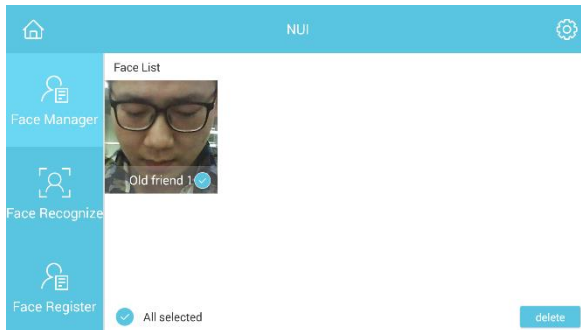 NUI
Face Manager
Face Recognize
Face Register
Face List
Old friend 1
All selected
delete